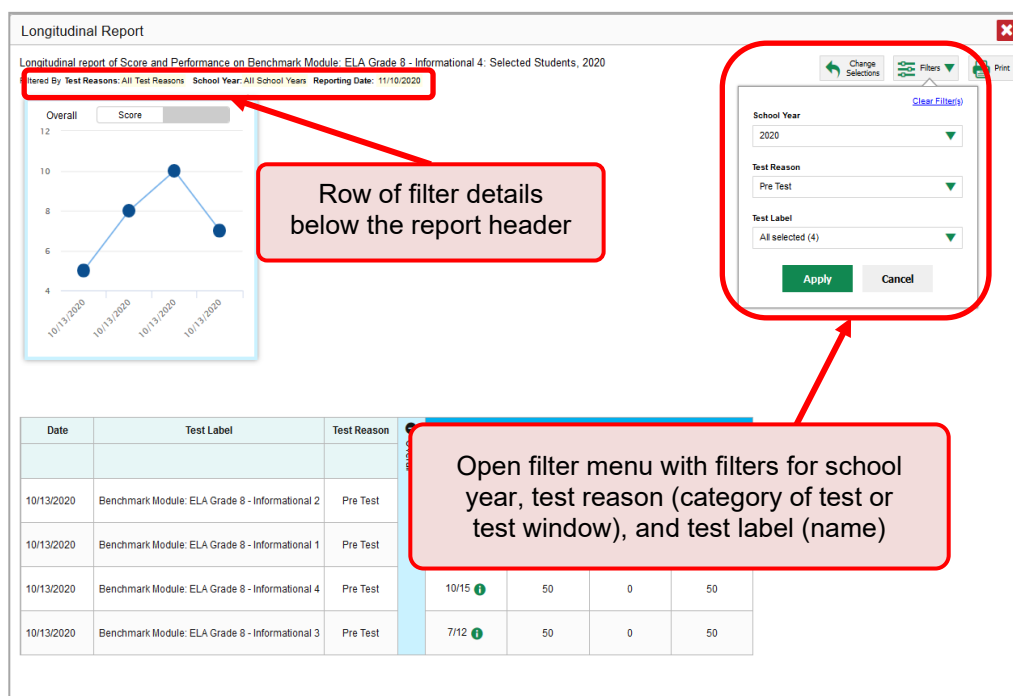 Longitudinal Report
Longitudinal report of Score and Performance on Benchmark Module: ELA Grade 8 - Informational 4: Selected Students, 2020
Filtered By Test Reasons: All Test Reasons School Year: All School Years Reporting Date: 11/10/2020
Change Selections
Filters
Print
Clear Filter(s)
School Year
2020
Test Reason
Pre Test
Test Label
All selected (4)
Apply Cancel
Overall Score
12
10
8
6
4
10/13/2020 10/13/2020 10/13/2020 10/13/2020
Row of filter details
below the report header
Open filter menu with filters for school
year, test reason (category of test or
test window), and test label (name)
Date Test Label Test Reason
10/13/2020 Benchmark Module: ELA Grade 8 - Informational 2 Pre Test
10/13/2020 Benchmark Module: ELA Grade 8 - Informational 1 Pre Test
10/13/2020 Benchmark Module: ELA Grade 8 - Informational 4 Pre Test 10/15 50 0 50
10/13/2020 Benchmark Module: ELA Grade 8 - Informational 3 Pre Test 7/12 50 0 50